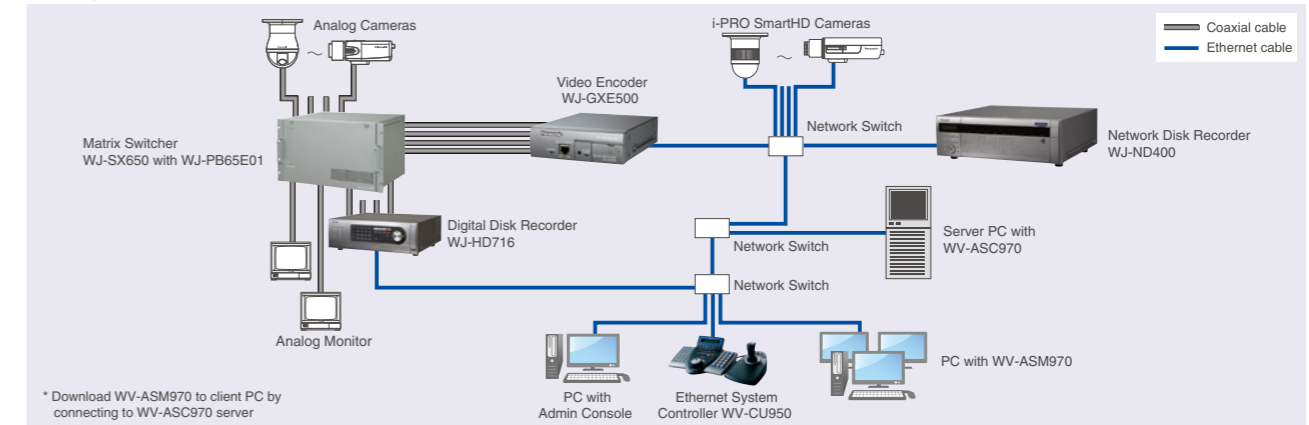 Analog Cameras
i-PRO SmartHD Cameras
Coaxial cable
Ethernet cable
Video Encoder
WJ-GXE500
Network Switch
Matrix Switcher
WJ-SX650 with WJ-PB65E01
Network Disk Recorder
WJ-ND400
Digital Disk Recorder
WJ-HD716
Network Switch
Server PC with
WV-ASC970
Network Switch
Analog Monitor
PC with WV-ASM970
* Download WV-ASM970 to client PC by
connecting to WV-ASC970 server
PC with
Admin Console
Ethernet System
Controller WV-CU950